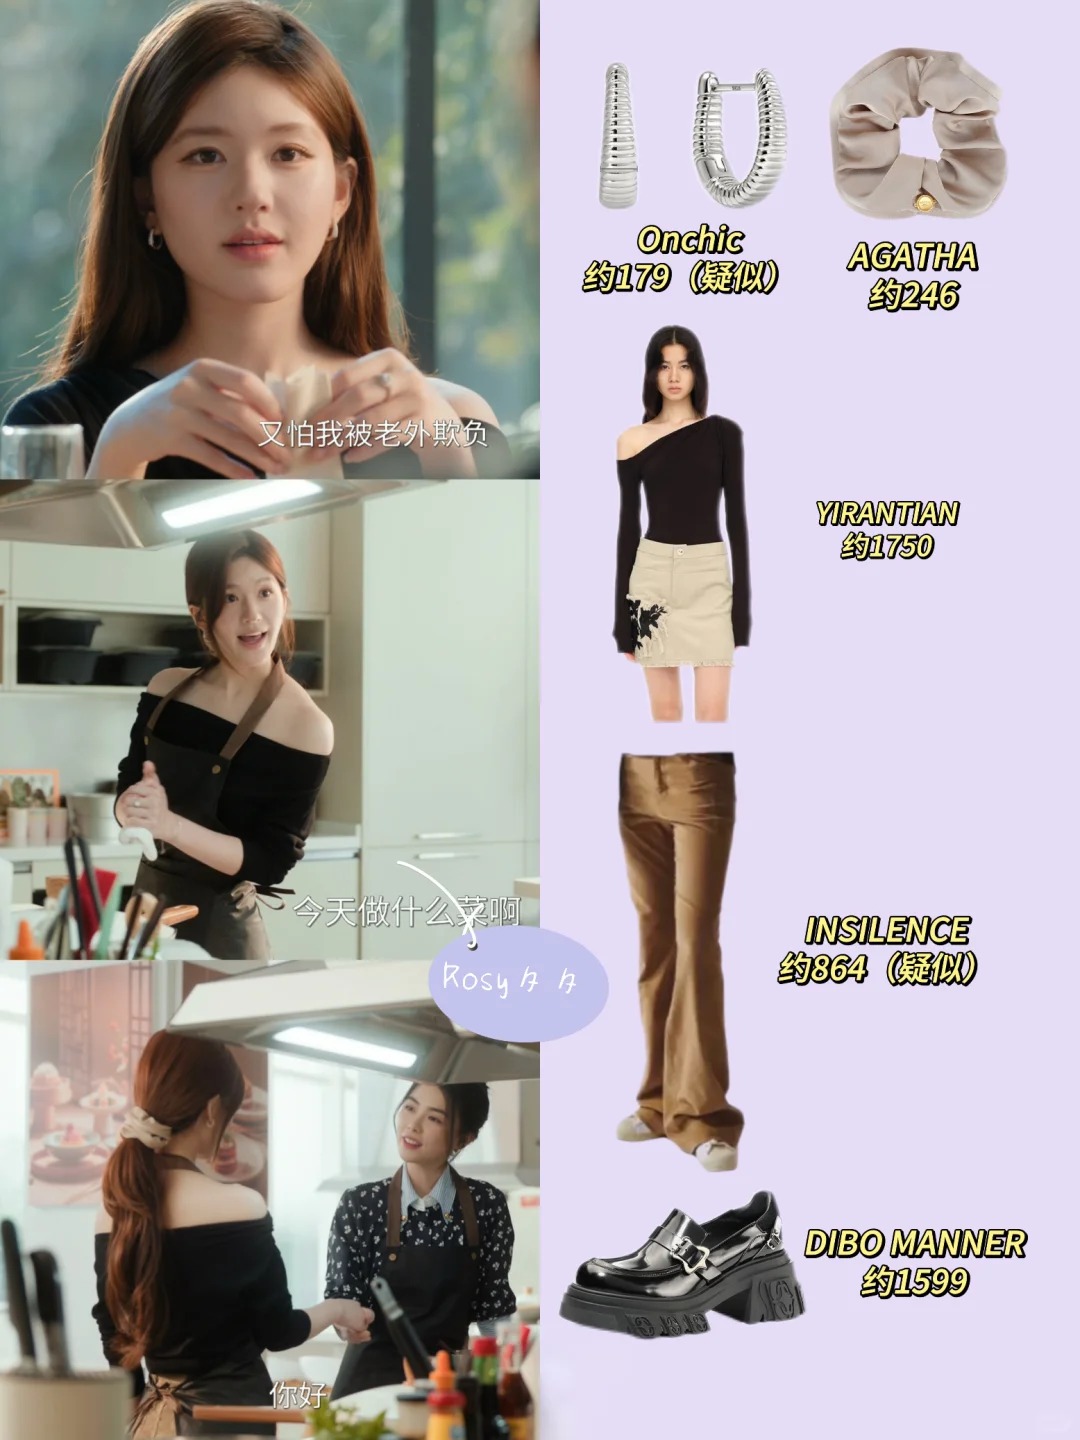 又怕我被老外欺负
今天做什么菜啊
Rosy夕夕
你好
925
Onchic
约179（疑似）
AGATHA
约246
YIRANTIAN
约1750
INSILENCE
约864（疑似）
DIBO MANNER
约1599